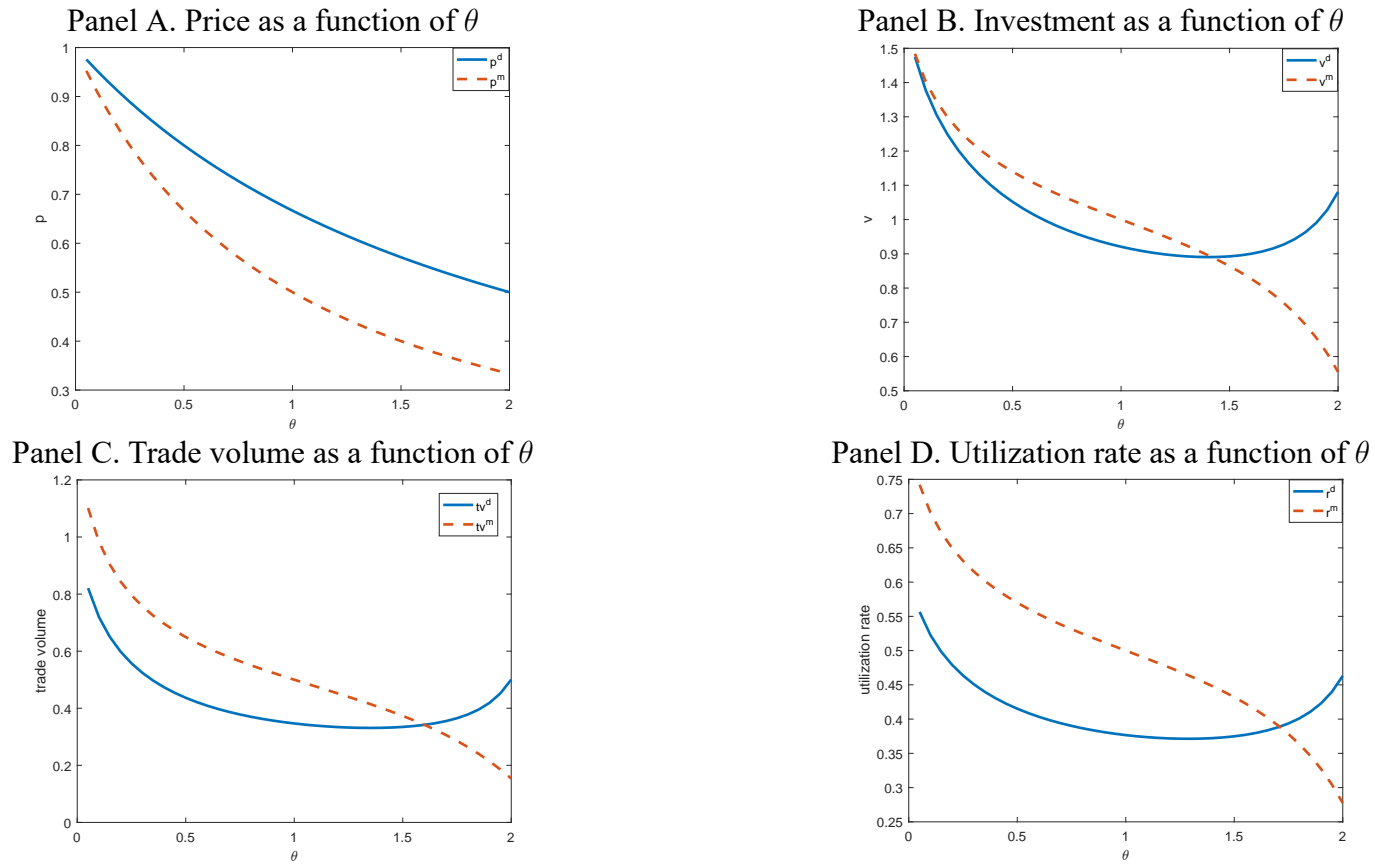 Panel A. Price as a function of θ
1
0.9
0.8
0.7
0.6
0.5
0.4
0.3
p
0
0.5
1
1.5
2
θ
p^d
p^m
Panel B. Investment as a function of θ
1.5
1.4
1.3
1.2
1.1
1
0.9
0.8
0.7
0.6
0.5
v
0
0.5
1
1.5
2
θ
v^d
v^m
Panel C. Trade volume as a function of θ
1.2
1
0.8
0.6
0.4
0.2
0
trade volume
0
0.5
1
1.5
2
θ
tv^d
tv^m
Panel D. Utilization rate as a function of θ
0.75
0.7
0.65
0.6
0.55
0.5
0.45
0.4
0.35
0.3
0.25
utilization rate
0
0.5
1
1.5
2
θ
r^d
r^m